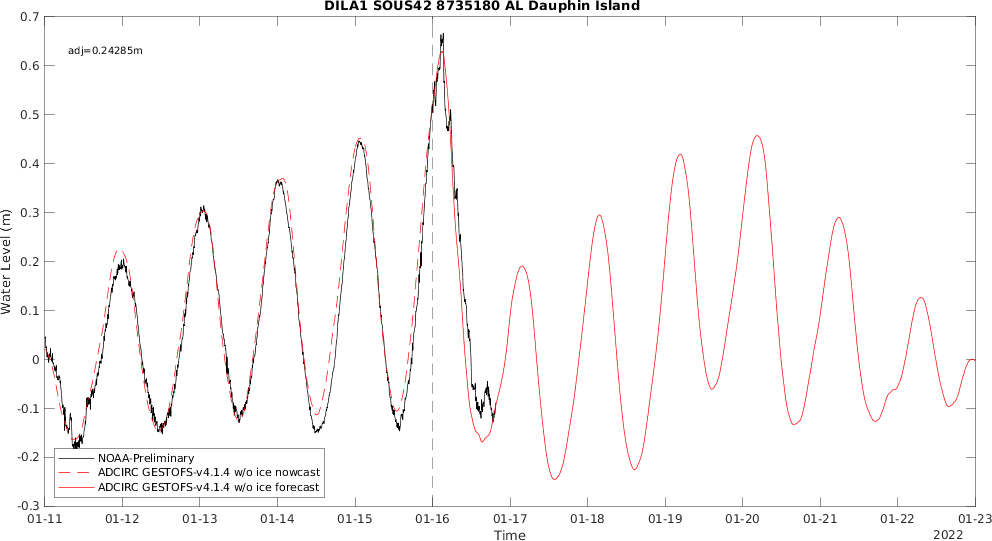 DILA1 SOUS42 8735180 AL Dauphin Island
adj=0.24285m
Water Level (m)
0.7
0.6
0.5
0.4
0.3
0.2
0.1
0
-0.1
-0.2
-0.3
NOAA-Preliminary
ADCIRC GESTOFS-v4.1.4 w/o ice nowcast
ADCIRC GESTOFS-v4.1.4 w/o ice forecast
01-11 01-12 01-13 01-14 01-15 01-16 01-17 01-18 01-19 01-20 01-21 01-22 01-23
Time
2022